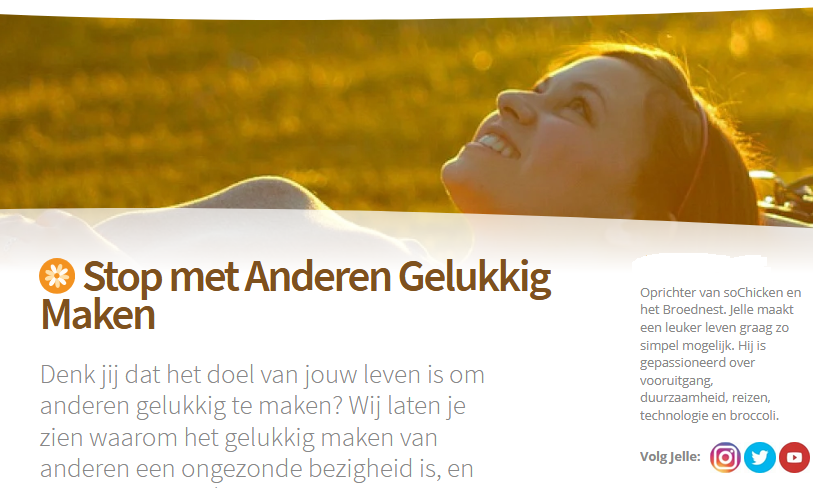 Stop met Anderen Gelukkig
Maken
Denk jij dat het doel van jouw leven is om
anderen gelukkig te maken? Wij laten je
zien waarom het gelukkig maken van
anderen een ongezonde bezigheid is, en
Oprichter van soChicken en
het Broednest. Jelle maakt
een leuker leven graag zo
simpel mogelijk. Hij is
gepassioneerd over
vooruitgang,
duurzaamheid, reizen,
technologie en broccoli.
Volg Jelle: